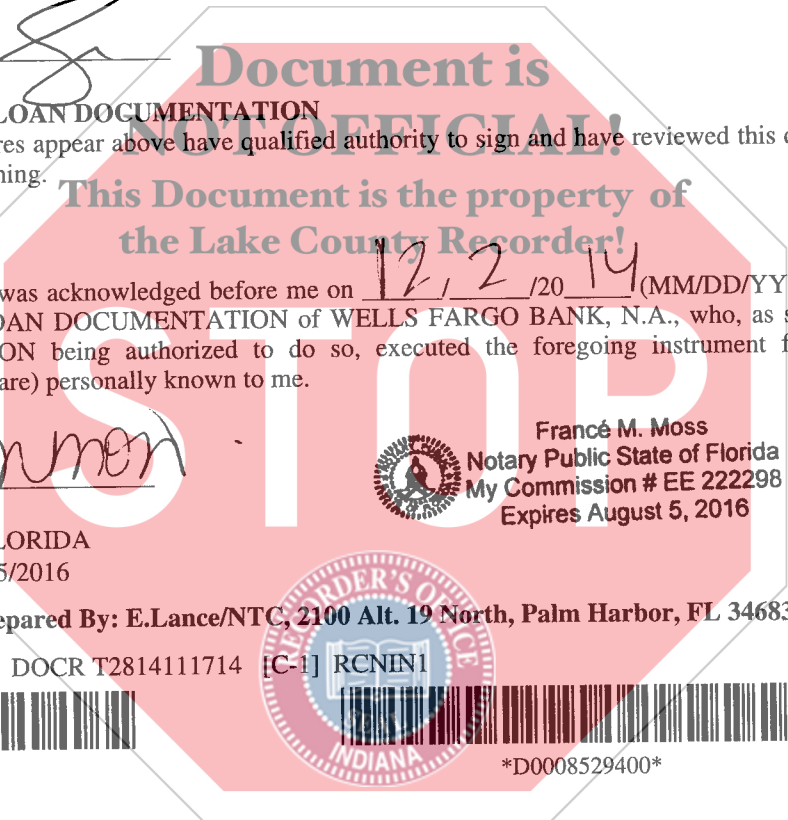 Document is
LOAN DOCUMENTATION
NOT OFFICIAL!
res appear above have qualified authority to sign and have reviewed this
ning.
This Document is the property of
the Lake County Recorder!
was acknowledged before me on 12, 2 /20 14 (MM/DD/YY
OAN DOCUMENTATION of WELLS FARGO BANK, N.A., who, as
ON being authorized to do so, executed the foregoing instrument
are) personally known to me.
STOP
Francé M. Moss
Notary Public State of Florida
My Commission # EE 222298
Expires August 5, 2016
LORIDA
5/2016
epared By: E.Lance/NTC, 2100 Alt. 19 North, Palm Harbor, FL 34683
DOCR T2814111714 [C-1] RCNIN1
RECORDER'S OFFICE
SEAL
INDIANA
*D0008529400*